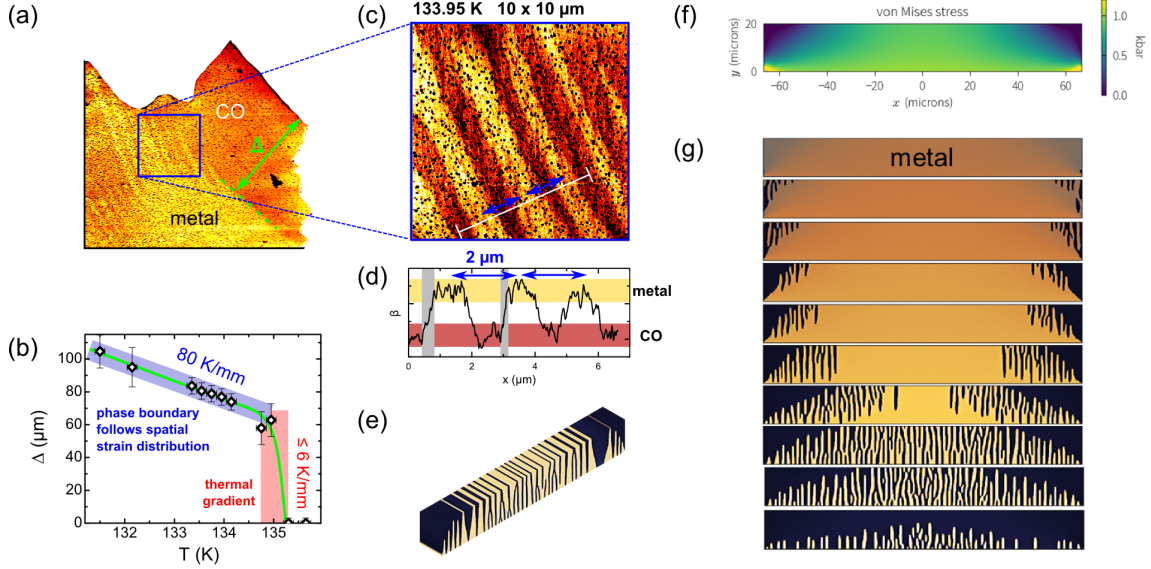 (a)
CO
Δ
metal
(b)
Δ (μm)
100
80
60
40
20
0
80 K/mm
phase boundary
follows spatial
strain distribution
thermal
gradient
≤ 6 K/mm
132
133
134
135
T (K)
(c)
133.95 K 10 x 10 μm
(d)
2 μm
β
metal
CO
0
2
4
6
x (μm)
(e)
(f)
von Mises stress
y (microns)
20
0
−60
−40
−20
0
20
40
60
x (microns)
1.0
0.5
0.0
kbar
(g)
metal